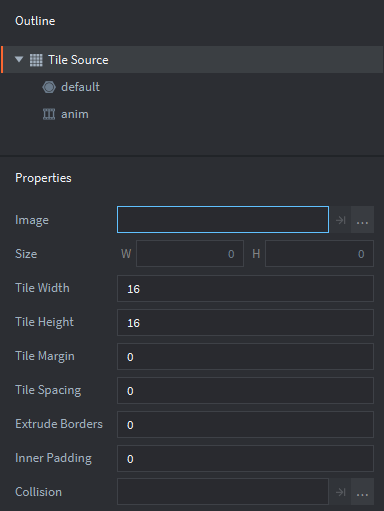 Outline
Tile Source
default
anim
Properties
Image ...
Size W 0 H 0
Tile Width 16
Tile Height 16
Tile Margin 0
Tile Spacing 0
Extrude Borders 0
Inner Padding 0
Collision ...